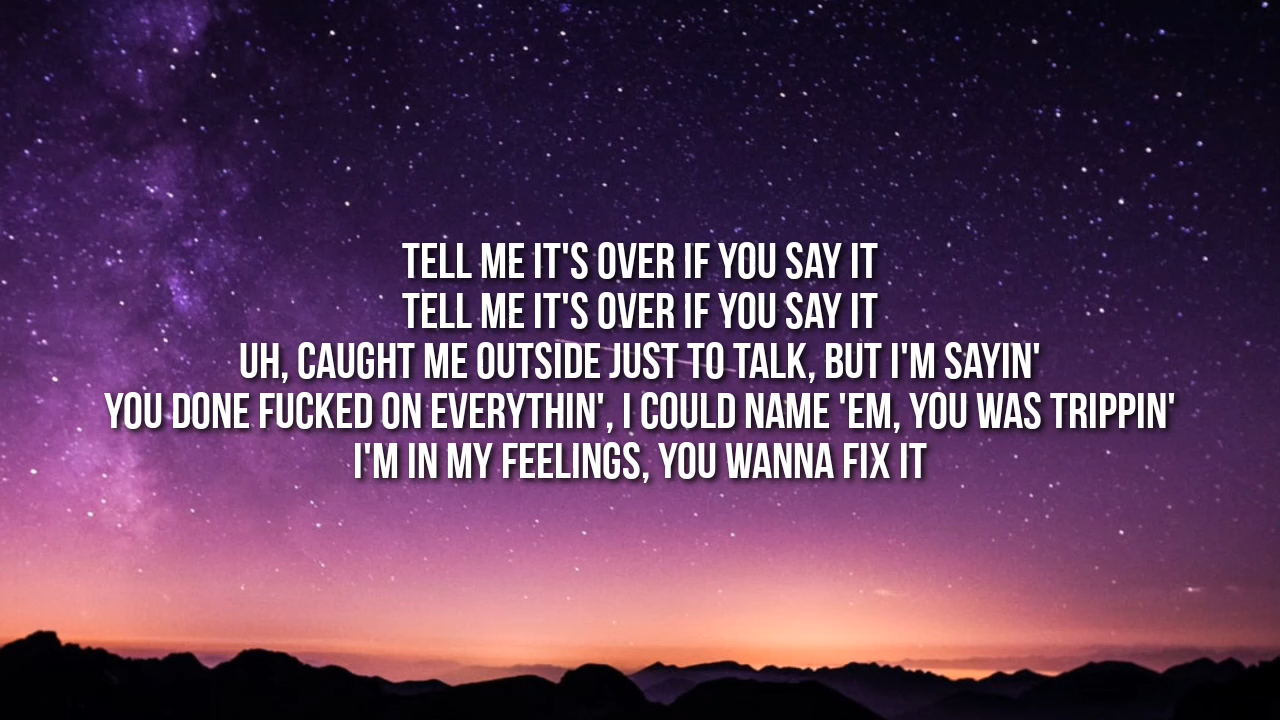 TELL ME IT'S OVER IF YOU SAY IT
TELL ME IT'S OVER IF YOU SAY IT
UH, CAUGHT ME OUTSIDE JUST TO TALK, BUT I'M SAYIN'
YOU DONE FUCKED ON EVERYTHIN', I COULD NAME 'EM, YOU WAS TRIPPIN'
I'M IN MY FEELINGS, YOU WANNA FIX IT